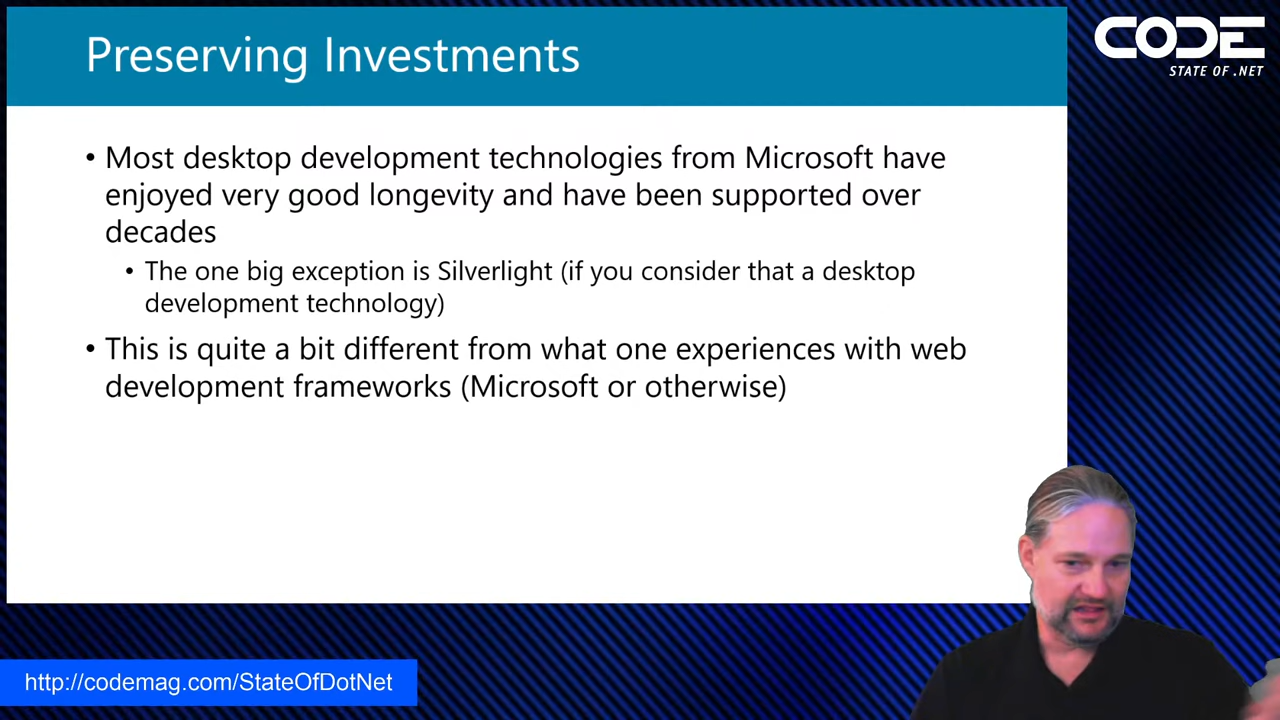 Preserving Investments
CODE
STATE OF .NET
• Most desktop development technologies from Microsoft have
enjoyed very good longevity and have been supported over
decades
• The one big exception is Silverlight (if you consider that a desktop
development technology)
• This is quite a bit different from what one experiences with web
development frameworks (Microsoft or otherwise)
http://codemag.com/StateOfDotNet